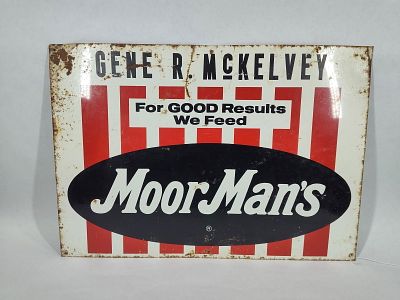 GENE R. McKELVEY
For GOOD Results
We Feed
MoorMan's
®